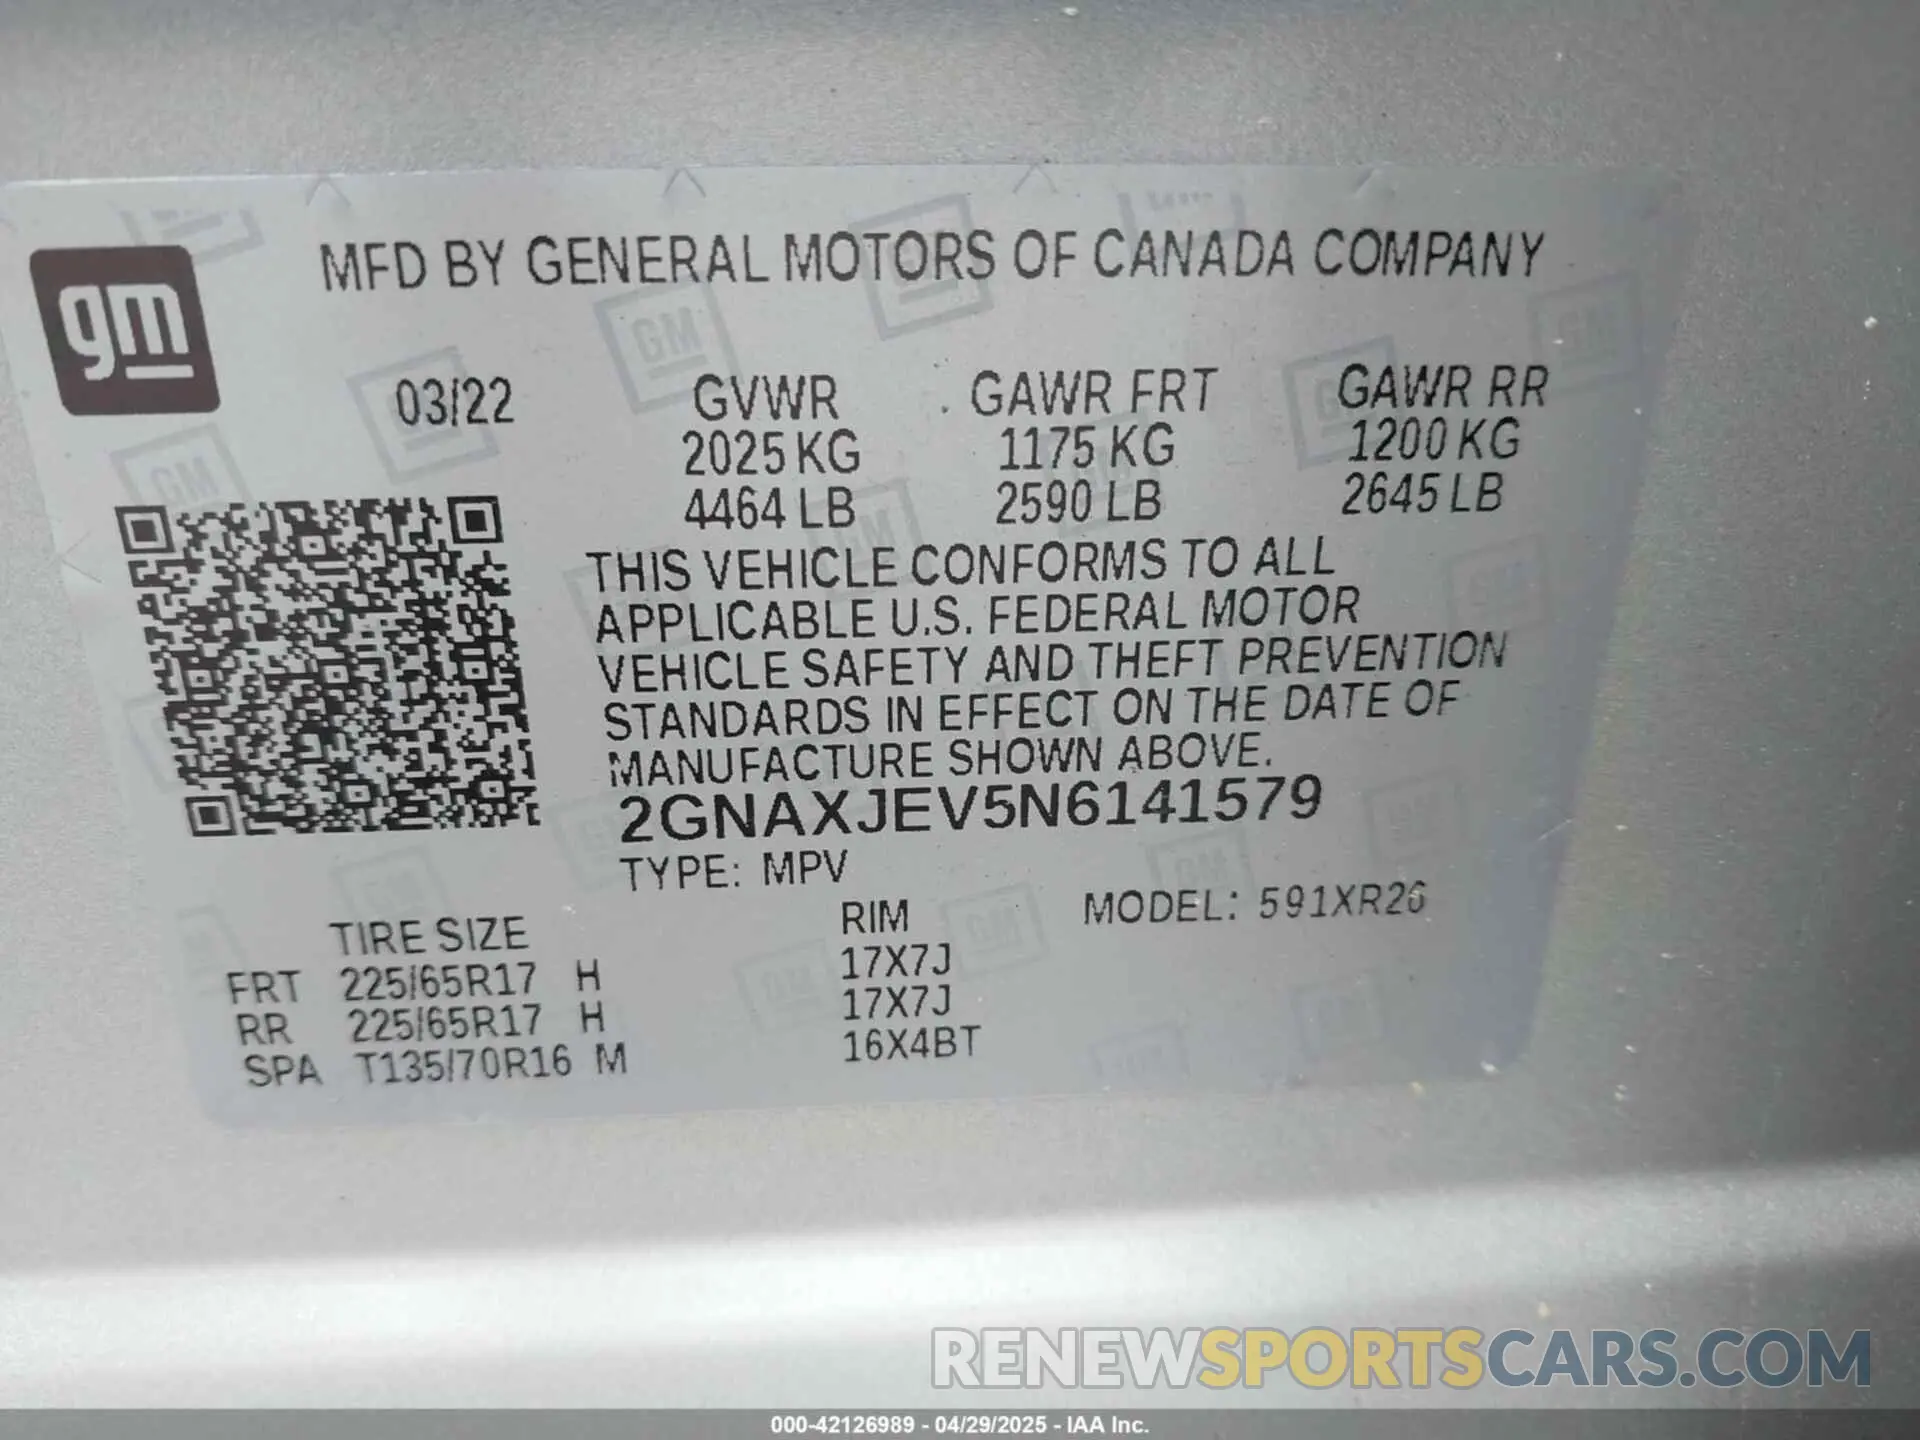 gm
MFD BY GENERAL MOTORS OF CANADA COMPANY
03/22 GVWR GAWR FRT GAWR RR
2025 KG 1175 KG 1200 KG
4464 LB 2590 LB 2645 LB
THIS VEHICLE CONFORMS TO ALL
APPLICABLE U.S. FEDERAL MOTOR
VEHICLE SAFETY AND THEFT PREVENTION
STANDARDS IN EFFECT ON THE DATE OF
MANUFACTURE SHOWN ABOVE.
2GNAXJEV5N6141579
TYPE: MPV
TIRE SIZE RIM MODEL: 591XR26
FRT 225/65R17 H 17X7J
RR 225/65R17 H 17X7J
SPA T135/70R16 M 16X4BT
RENEWSPORTSCARS.COM
000-42126989 - 04/29/2025 - IAA Inc.